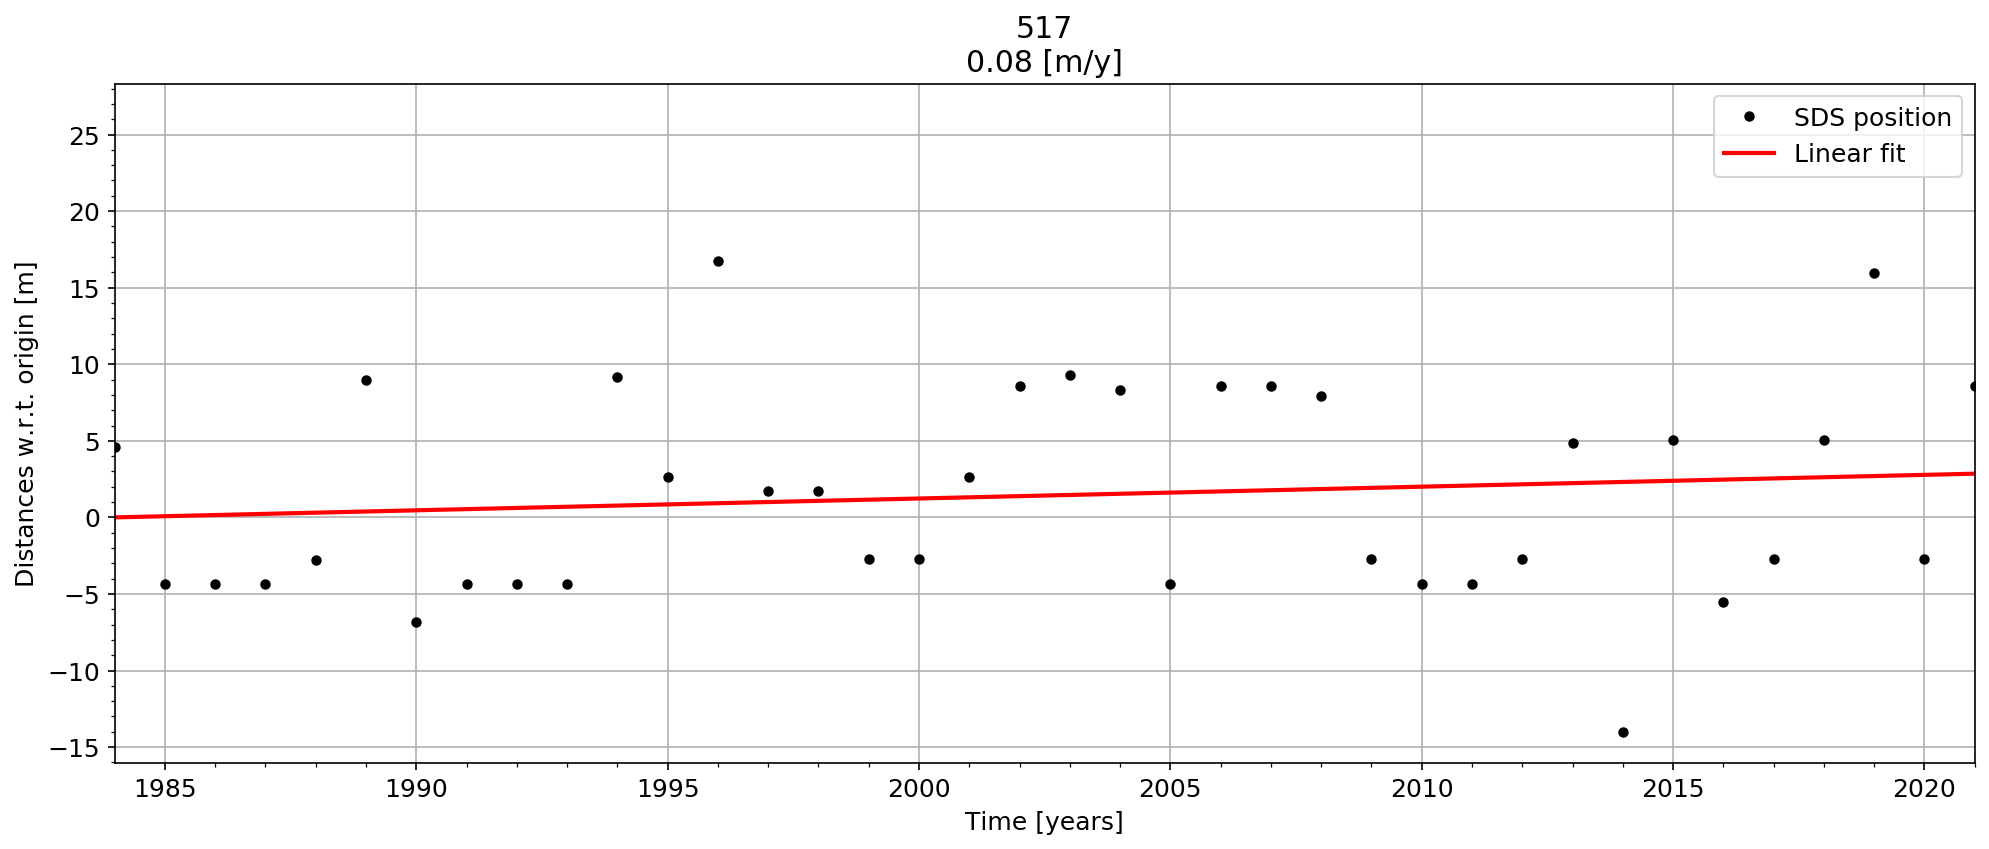 517
0.08 [m/y]
SDS position
Linear fit
Distances w.r.t. origin [m]
25
20
15
10
5
0
−5
−10
−15
1985 1990 1995 2000 2005 2010 2015 2020
Time [years]